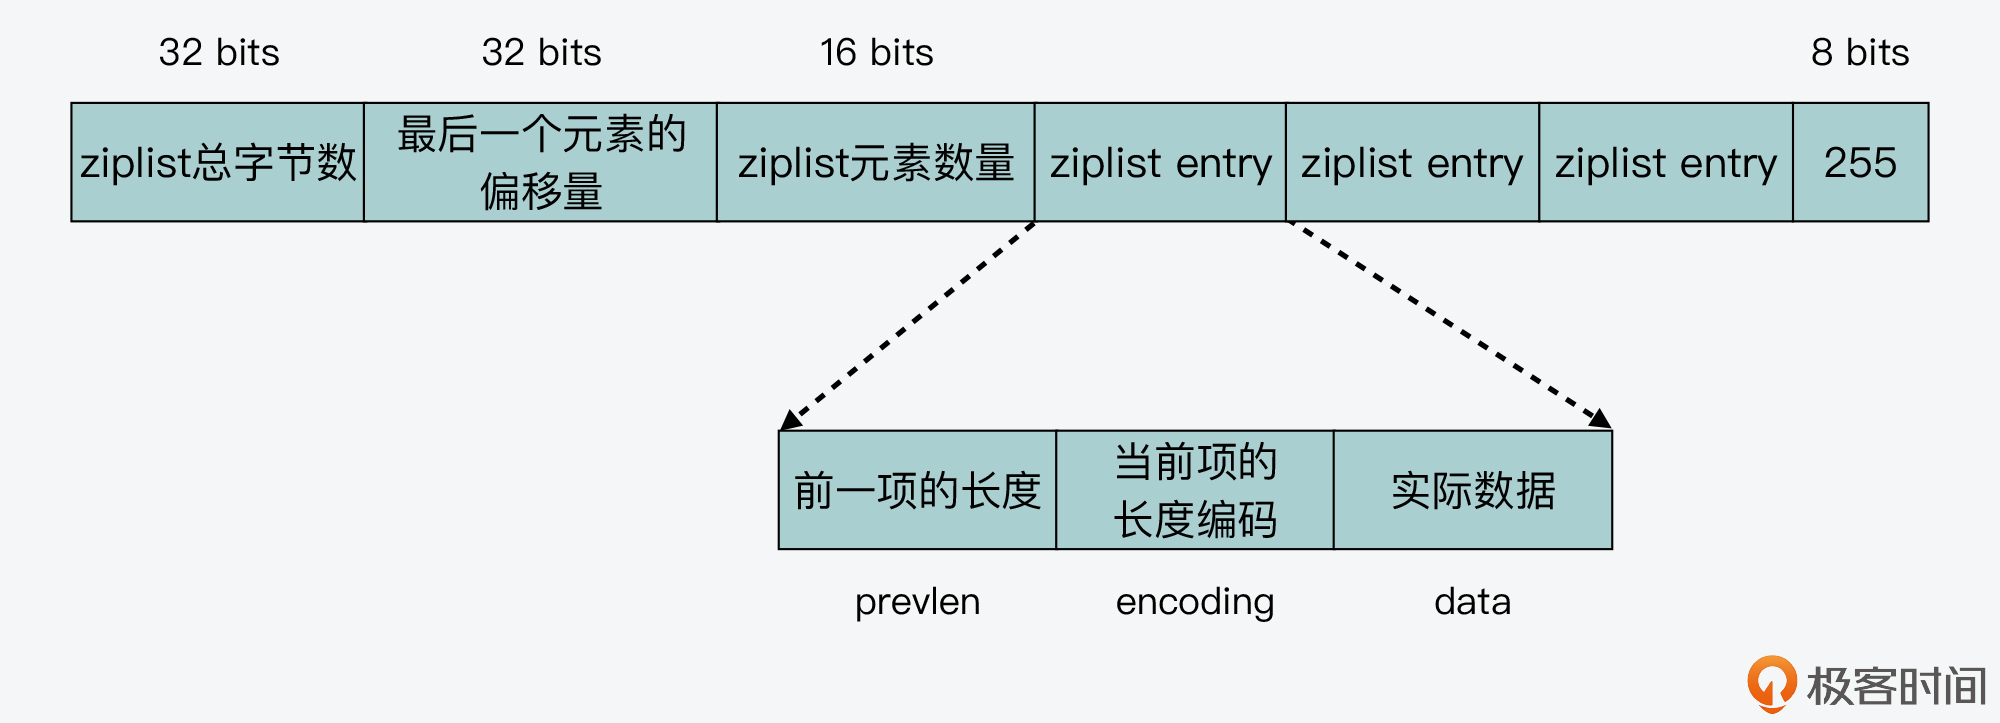 32 bits
32 bits
16 bits
8 bits
ziplist总字节数
最后一个元素的
偏移量
ziplist元素数量
ziplist entry
ziplist entry
ziplist entry
255
前一项的长度
当前项的
长度编码
实际数据
prevlen
encoding
data
极客时间